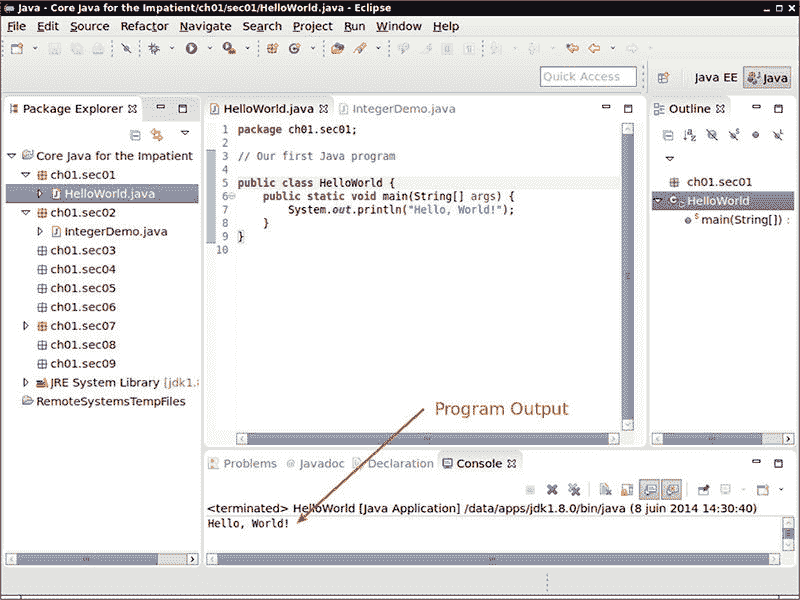 Java - Core Java for the Impatient/ch01/sec01/HelloWorld.java - Eclipse
File Edit Source Refactor Navigate Search Project Run Window Help
Quick Access
Java EE
Java
Package Explorer
Core Java for the Impatient
ch01.sec01
HelloWorld.java
ch01.sec02
IntegerDemo.java
ch01.sec03
ch01.sec04
ch01.sec05
ch01.sec06
ch01.sec07
ch01.sec08
ch01.sec09
JRE System Library [jdk1.8
RemoteSystemsTempFiles
HelloWorld.java IntegerDemo.java
1 package ch01.sec01;
2
3 // Our first Java program
4
5 public class HelloWorld {
6 public static void main(String[] args) {
7 System.out.println("Hello, World!");
8 }
9 }
10
Outline
ch01.sec01
HelloWorld
main(String[]) :
Program Output
Problems @ Javadoc Declaration Console
<terminated> HelloWorld [Java Application] /data/apps/jdk1.8.0/bin/java (8 juin 2014 14:30:40)
Hello, World!